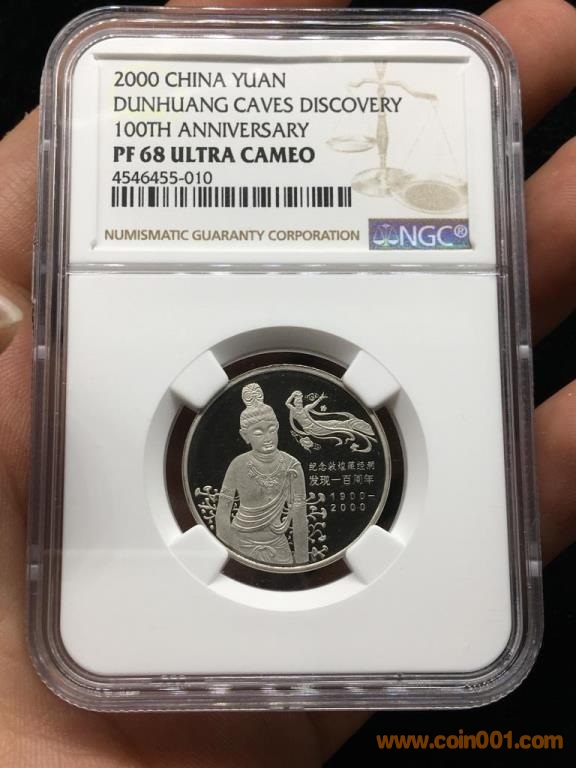 2000 CHINA YUAN
DUNHUANG CAVES DISCOVERY
100TH ANNIVERSARY
PF 68 ULTRA CAMEO
4546455-010
NUMISMATIC GUARANTY CORPORATION
NGC®
纪念敦煌藏经洞
发现一百周年
1900-
2000
www.coin001.com